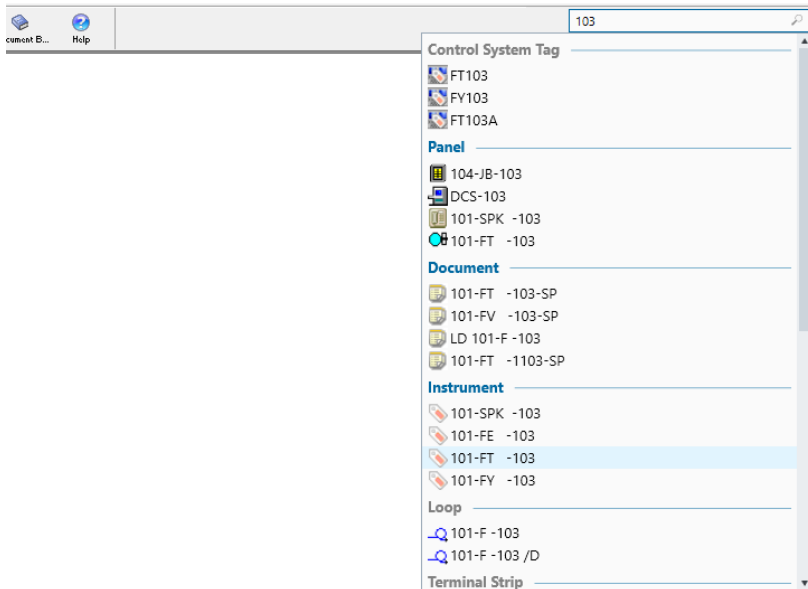 103
cument B...
Help
Control System Tag
FT103
FY103
FT103A
Panel
104-JB-103
DCS-103
101-SPK -103
101-FT -103
Document
101-FT -103-SP
101-FV -103-SP
LD 101-F -103
101-FT -1103-SP
Instrument
101-SPK -103
101-FE -103
101-FT -103
101-FY -103
Loop
101-F -103
101-F -103 /D
Terminal Strip